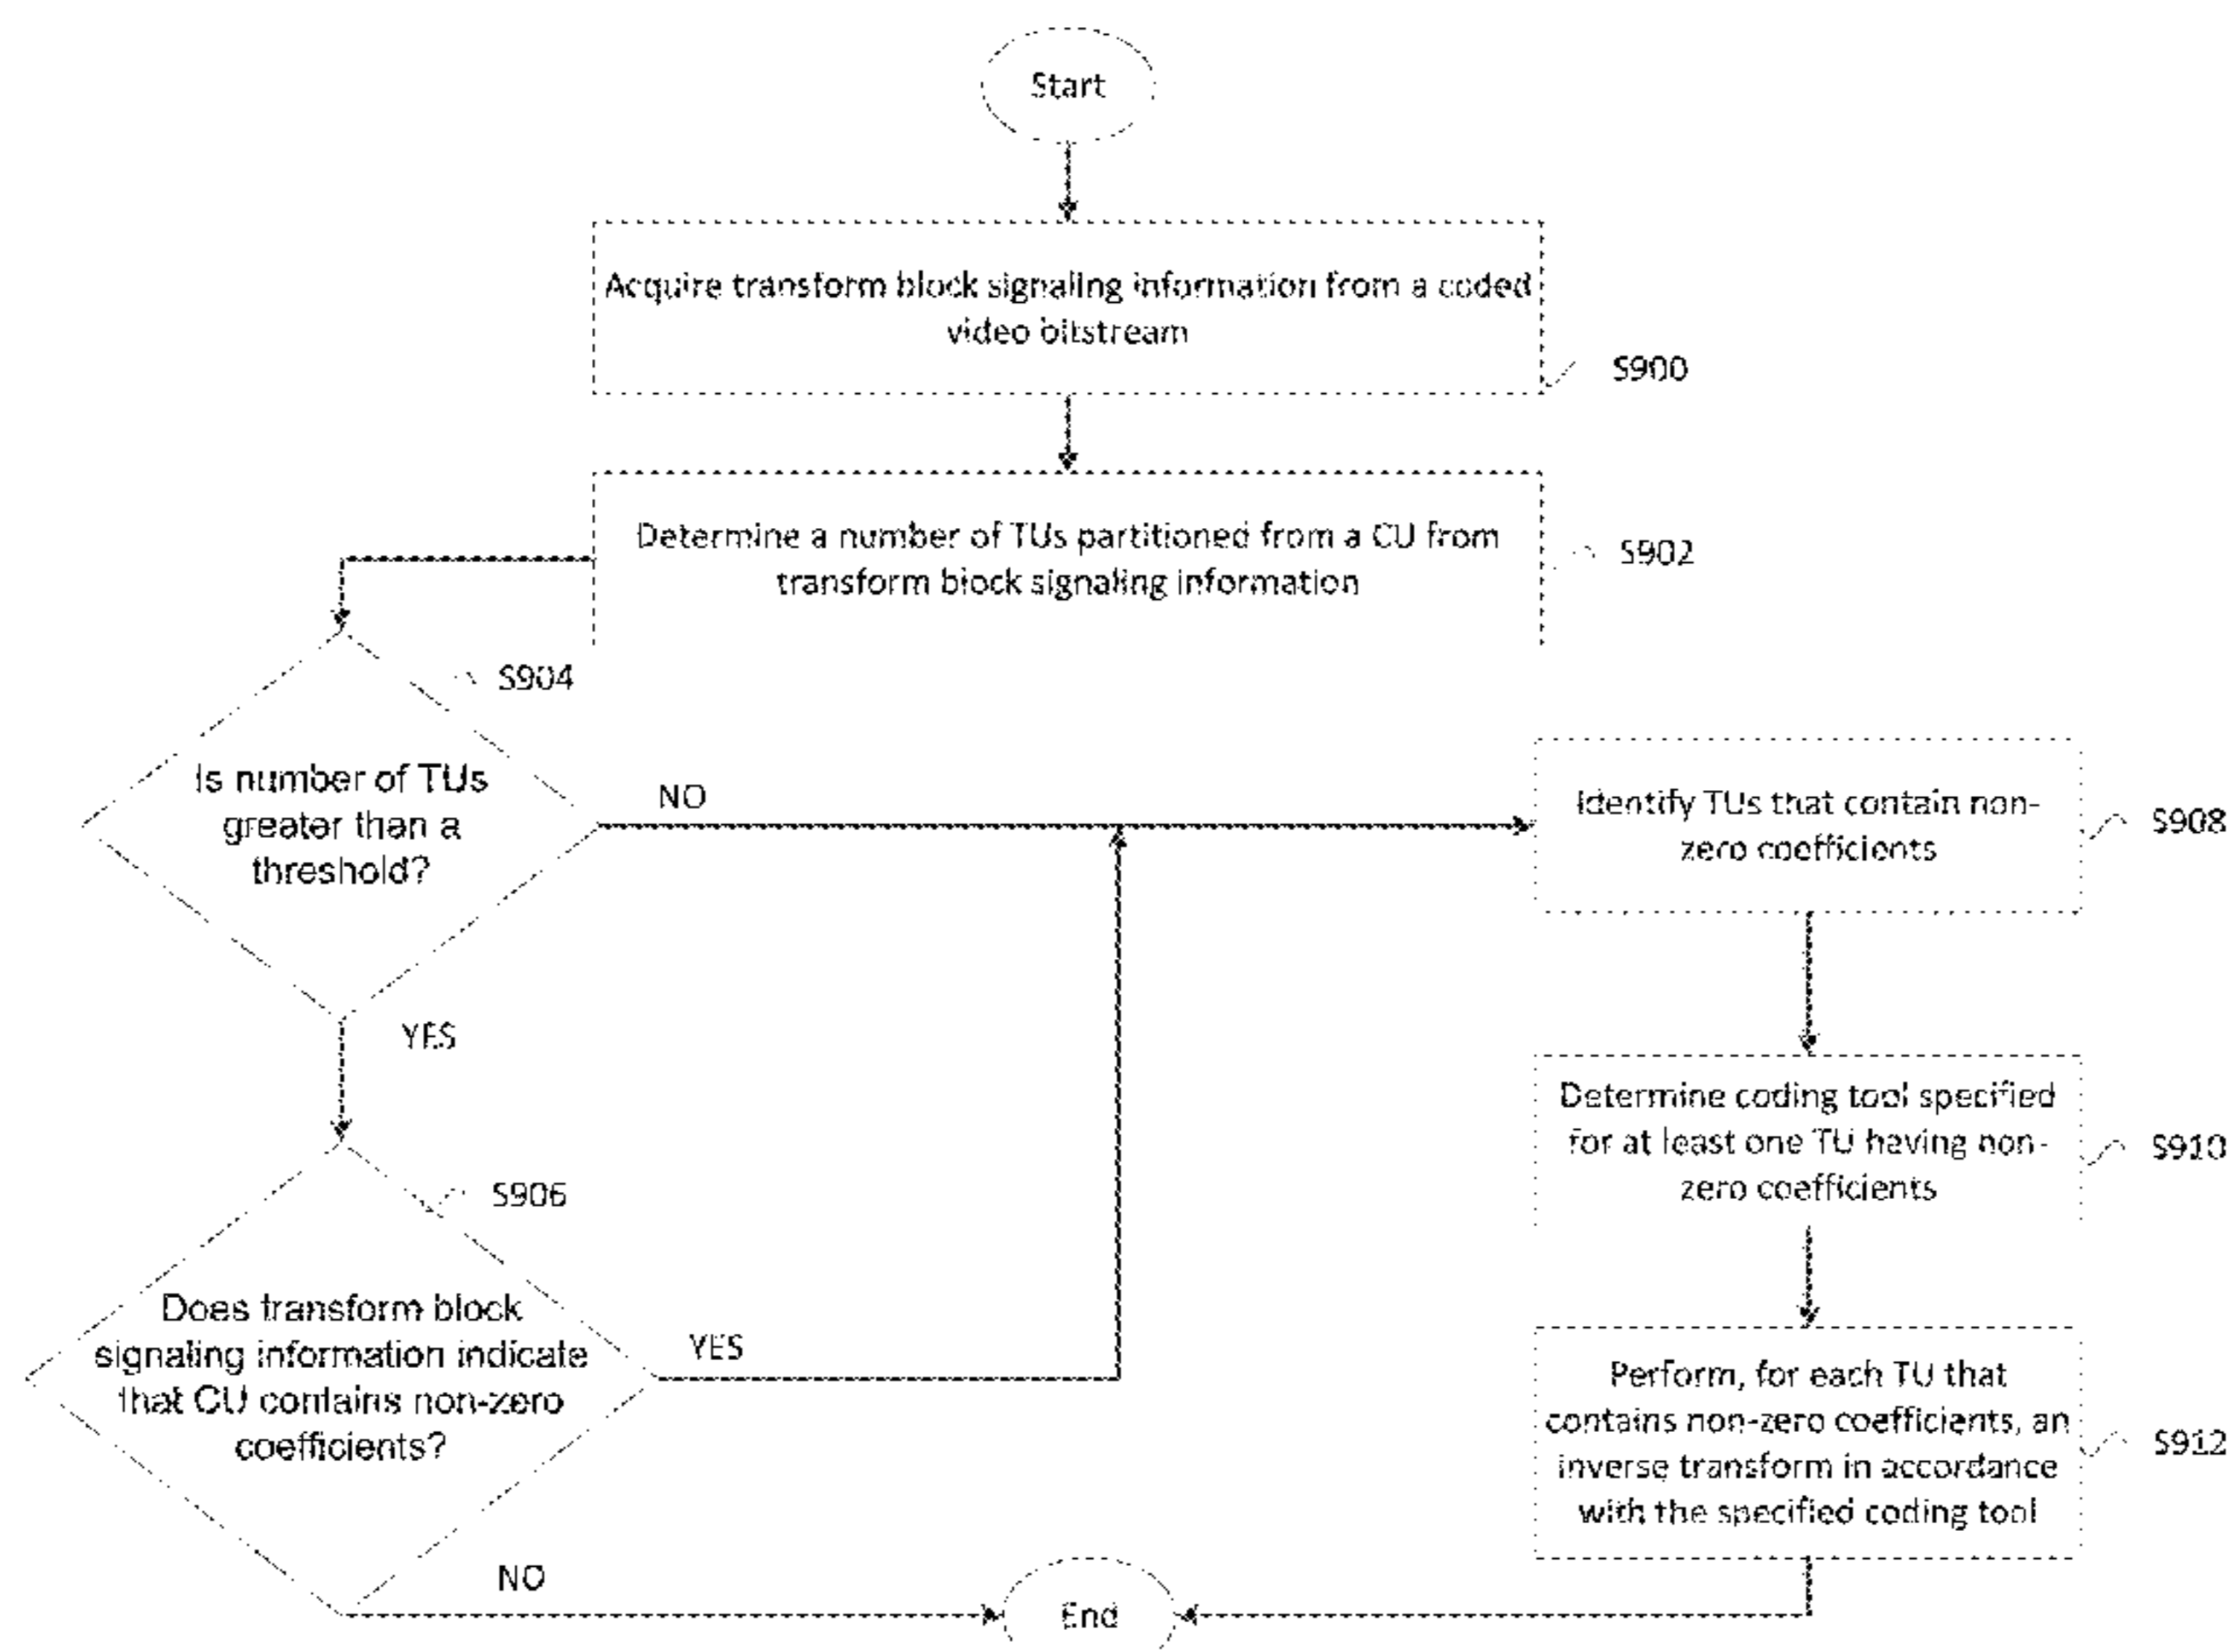 Start
Acquire transform block signaling information from a coded
video bitstream
S900
Determine a number of TUs partitioned from a CU from
transform block signaling information
S902
S904
Is number of TUs
greater than a
threshold?
NO
YES
Identify TUs that contain non-
zero coefficients
S908
Determine coding tool specified
for at least one TU having non-
zero coefficients
S910
S906
Does transform block
signaling information indicate
that CU contains non-zero
coefficients?
YES
NO
Perform, for each TU that
contains non-zero coefficients, an
inverse transform in accordance
with the specified coding tool
S912
End